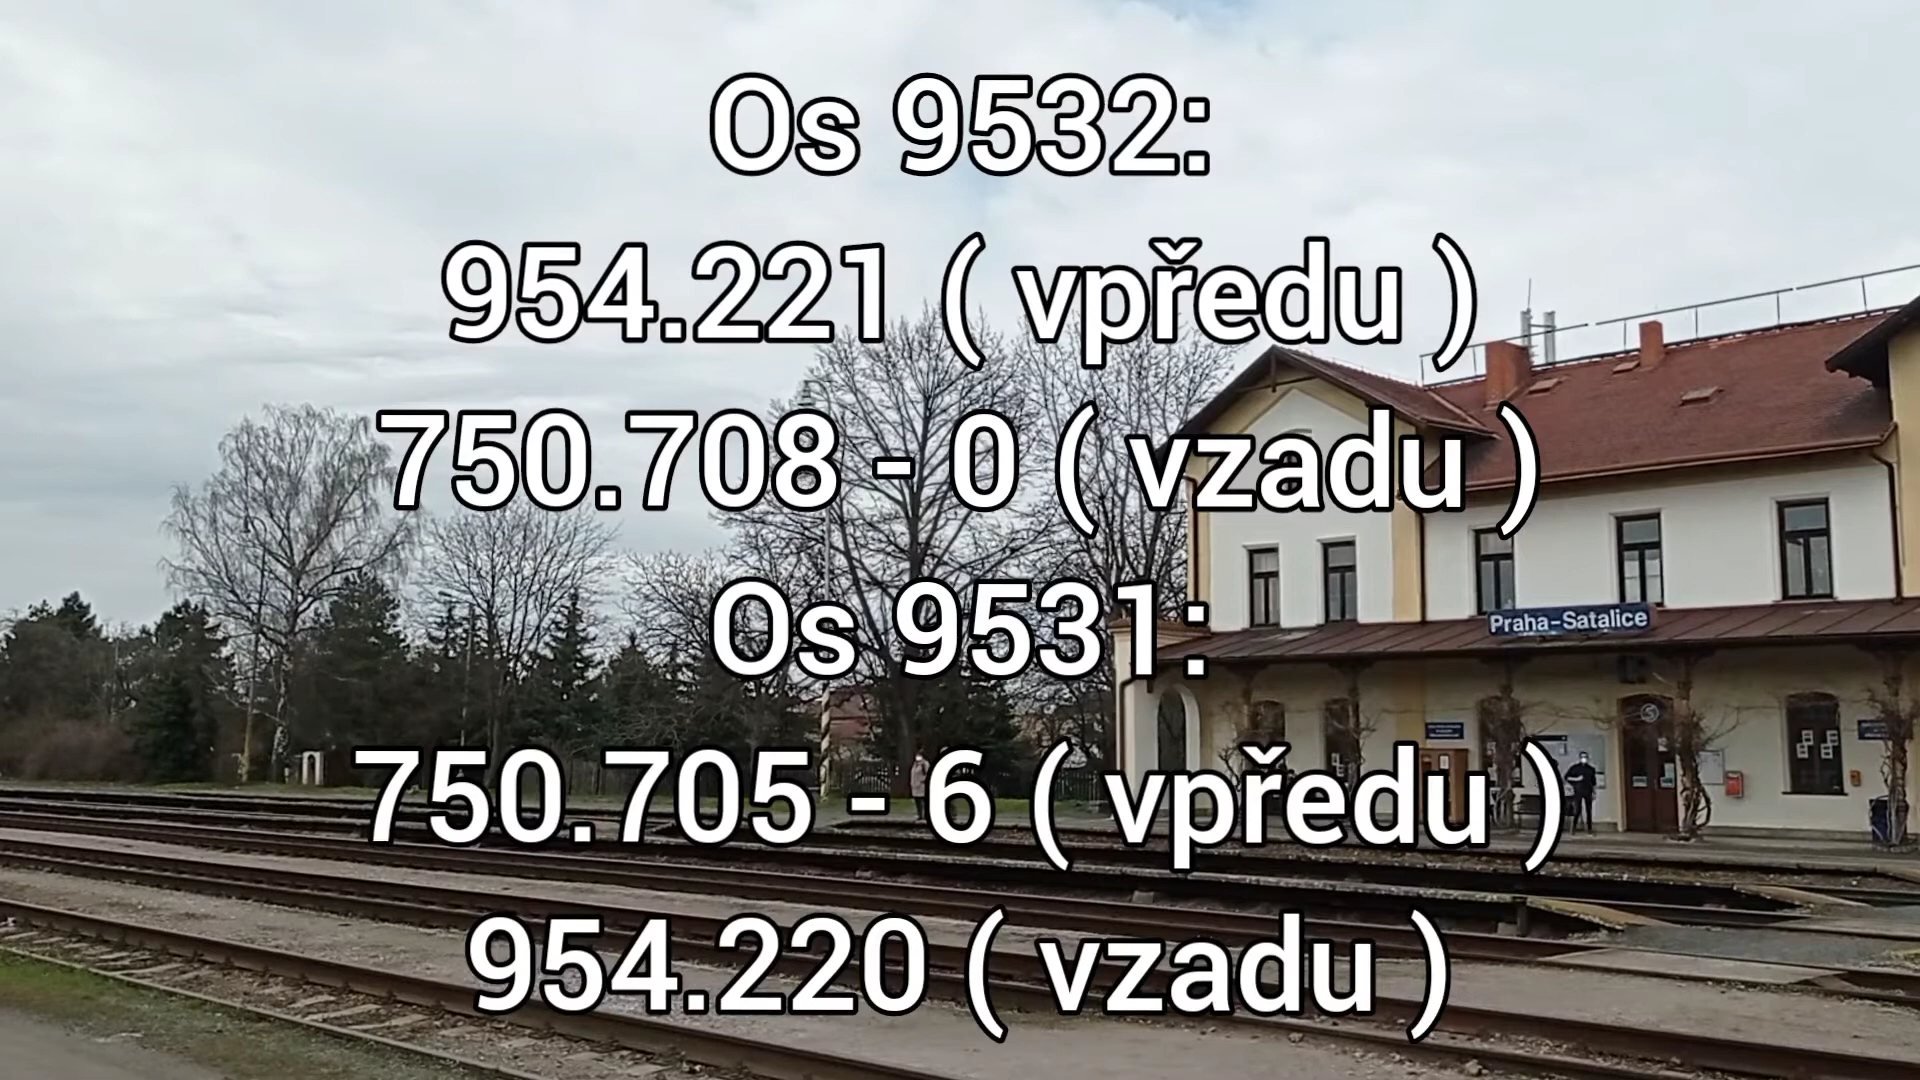 Os 9532:
954.221 ( vpředu )
750.708 - 0 ( vzadu )
Os 9531:
Praha-Satalice
750.705 - 6 ( vpředu )
954.220 ( vzadu )